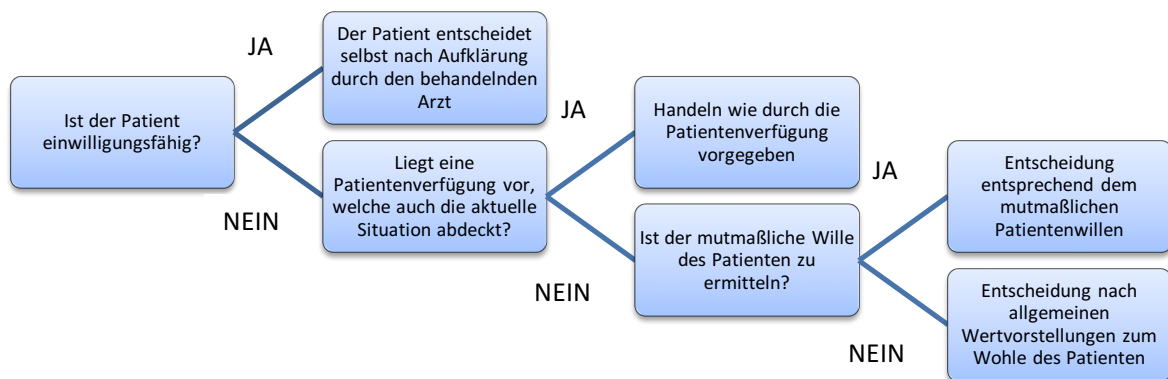 Ist der Patient
einwilligungsfähig?
JA
Der Patient entscheidet
selbst nach Aufklärung
durch den behandelnden
Arzt
NEIN
Liegt eine
Patientenverfügung vor,
welche auch die aktuelle
Situation abdeckt?
JA
Handeln wie durch die
Patientenverfügung
vorgegeben
NEIN
Ist der mutmaßliche Wille
des Patienten zu
ermitteln?
JA
Entscheidung
entsprechend dem
mutmaßlichen
Patientenwillen
NEIN
Entscheidung nach
allgemeinen
Wertvorstellungen zum
Wohle des Patienten